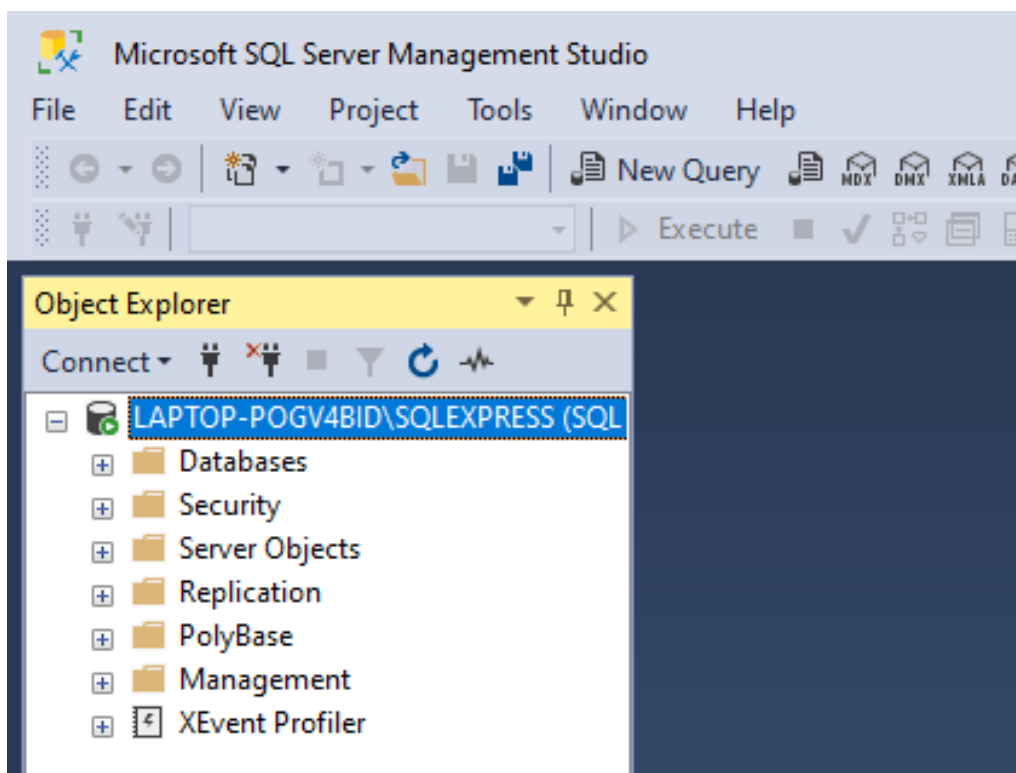 Microsoft SQL Server Management Studio
File Edit View Project Tools Window Help
New Query MDX DMX XMLA
Execute
Object Explorer
Connect
LAPTOP-POGV4BID\SQLEXPRESS (SQL
Databases
Security
Server Objects
Replication
PolyBase
Management
XEvent Profiler